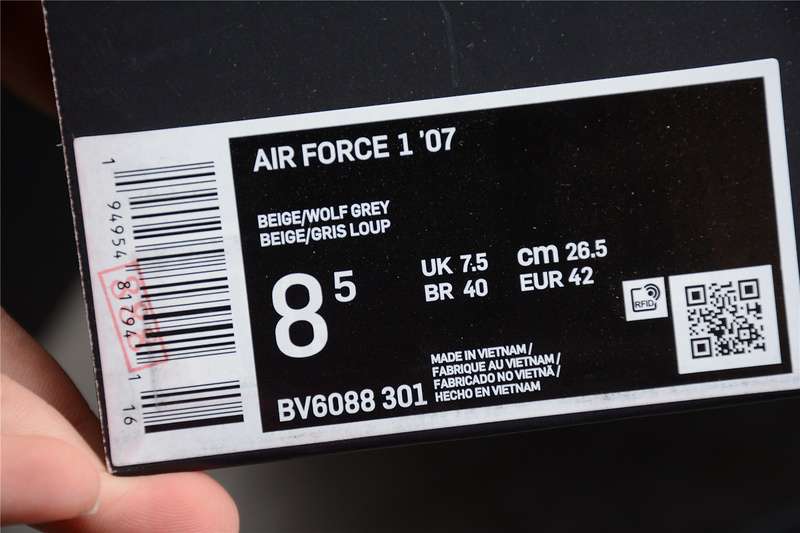 AIR FORCE 1 '07
BEIGE/WOLF GREY
BEIGE/GRIS LOUP
8 5
UK 7.5 cm 26.5
BR 40 EUR 42
RFID
MADE IN VIETNAM /
FABRIQUE AU VIETNAM /
FABRICADO NO VIETNÃ /
HECHO EN VIETNAM
BV6088 301
1 94954 81794 1 16